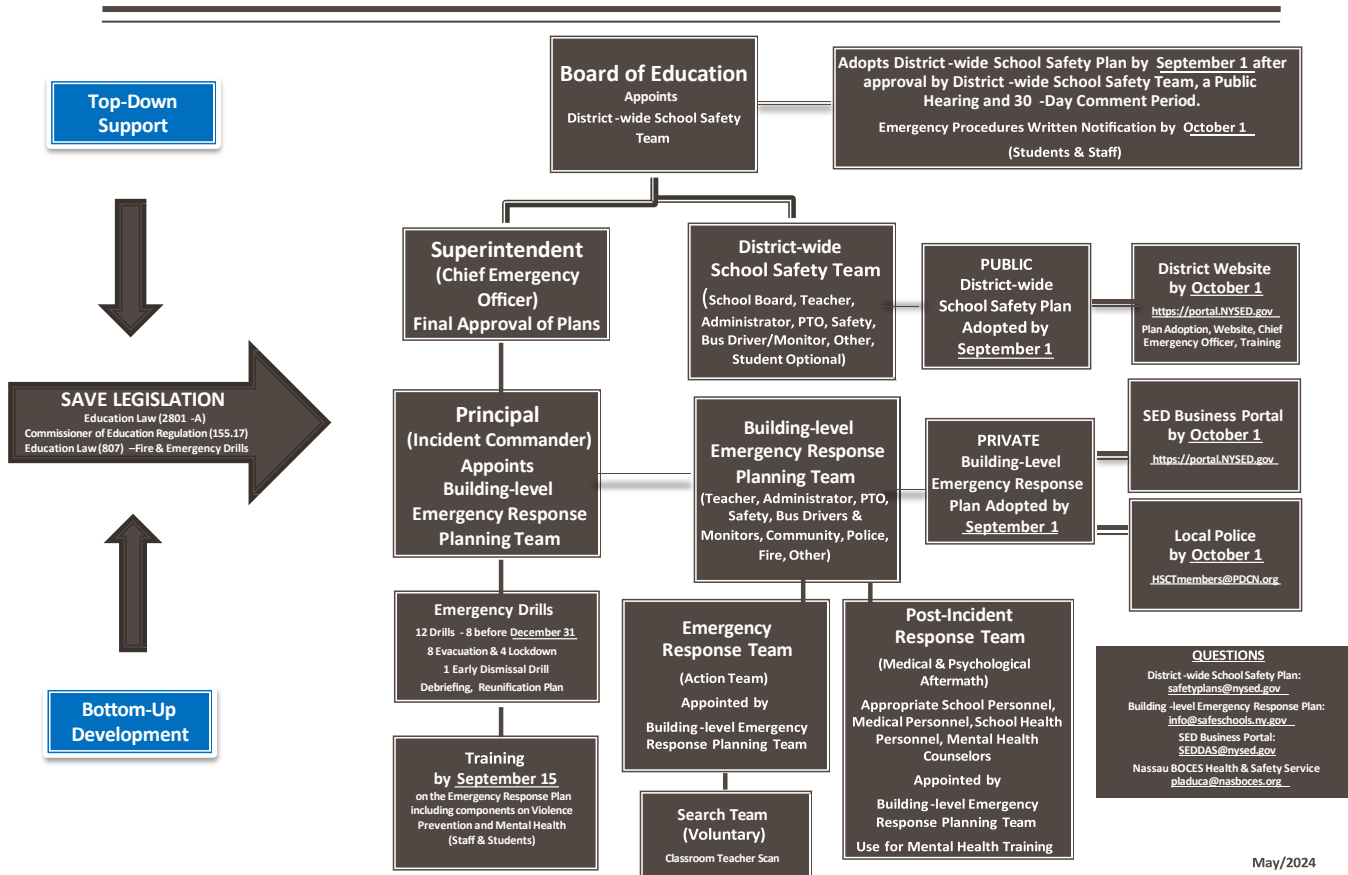 Top-Down
Support
Board of Education
Appoints
District-wide School Safety
Team
Adopts District-wide School Safety Plan by September 1 after
approval by District-wide School Safety Team, a Public
Hearing and 30-Day Comment Period.
Emergency Procedures Written Notification by October 1
(Students & Staff)
Superintendent
(Chief Emergency
Officer)
Final Approval of Plans
District-wide
School Safety Team
(School Board, Teacher,
Administrator, PTO, Safety,
Bus Driver/Monitor, Other,
Student Optional)
PUBLIC
District-wide
School Safety Plan
Adopted by
September 1
District Website
by October 1
https://portal.NYSED.gov
Plan Adoption, Website, Chief
Emergency Officer, Training
SAVE LEGISLATION
Education Law (2801-A)
Commissioner of Education Regulation (155.17)
Education Law (807) –Fire & Emergency Drills
Principal
(Incident Commander)
Appoints
Building-level
Emergency Response
Planning Team
Building-level
Emergency Response
Planning Team
(Teacher, Administrator, PTO,
Safety, Bus Drivers &
Monitors, Community, Police,
Fire, Other)
PRIVATE
Building-Level
Emergency Response
Plan Adopted by
September 1
SED Business Portal
by October 1
https://portal.NYSED.gov
Local Police
by October 1
HSCTmembers@PDCN.org
Bottom-Up
Development
Emergency Drills
12 Drills - 8 before December 31
8 Evacuation & 4 Lockdown
1 Early Dismissal Drill
Debriefing, Reunification Plan
Training
by September 15
on the Emergency Response Plan
including components on Violence
Prevention and Mental Health
(Staff & Students)
Emergency
Response Team
(Action Team)
Appointed by
Building-level Emergency
Response Planning Team
Search Team
(Voluntary)
Classroom Teacher Scan
Post-Incident
Response Team
(Medical & Psychological
Aftermath)
Appropriate School Personnel,
Medical Personnel, School Health
Personnel, Mental Health
Counselors
Appointed by
Building-level Emergency
Response Planning Team
Use for Mental Health Training
QUESTIONS
District-wide School Safety Plan:
safetyplans@nysed.gov
Building-level Emergency Response Plan:
info@safeschools.ny.gov
SED Business Portal:
SEDDAS@nysed.gov
Nassau BOCES Health & Safety Service
pladuca@nasboces.org
May/2024